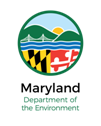 Maryland
Department of
the Environment